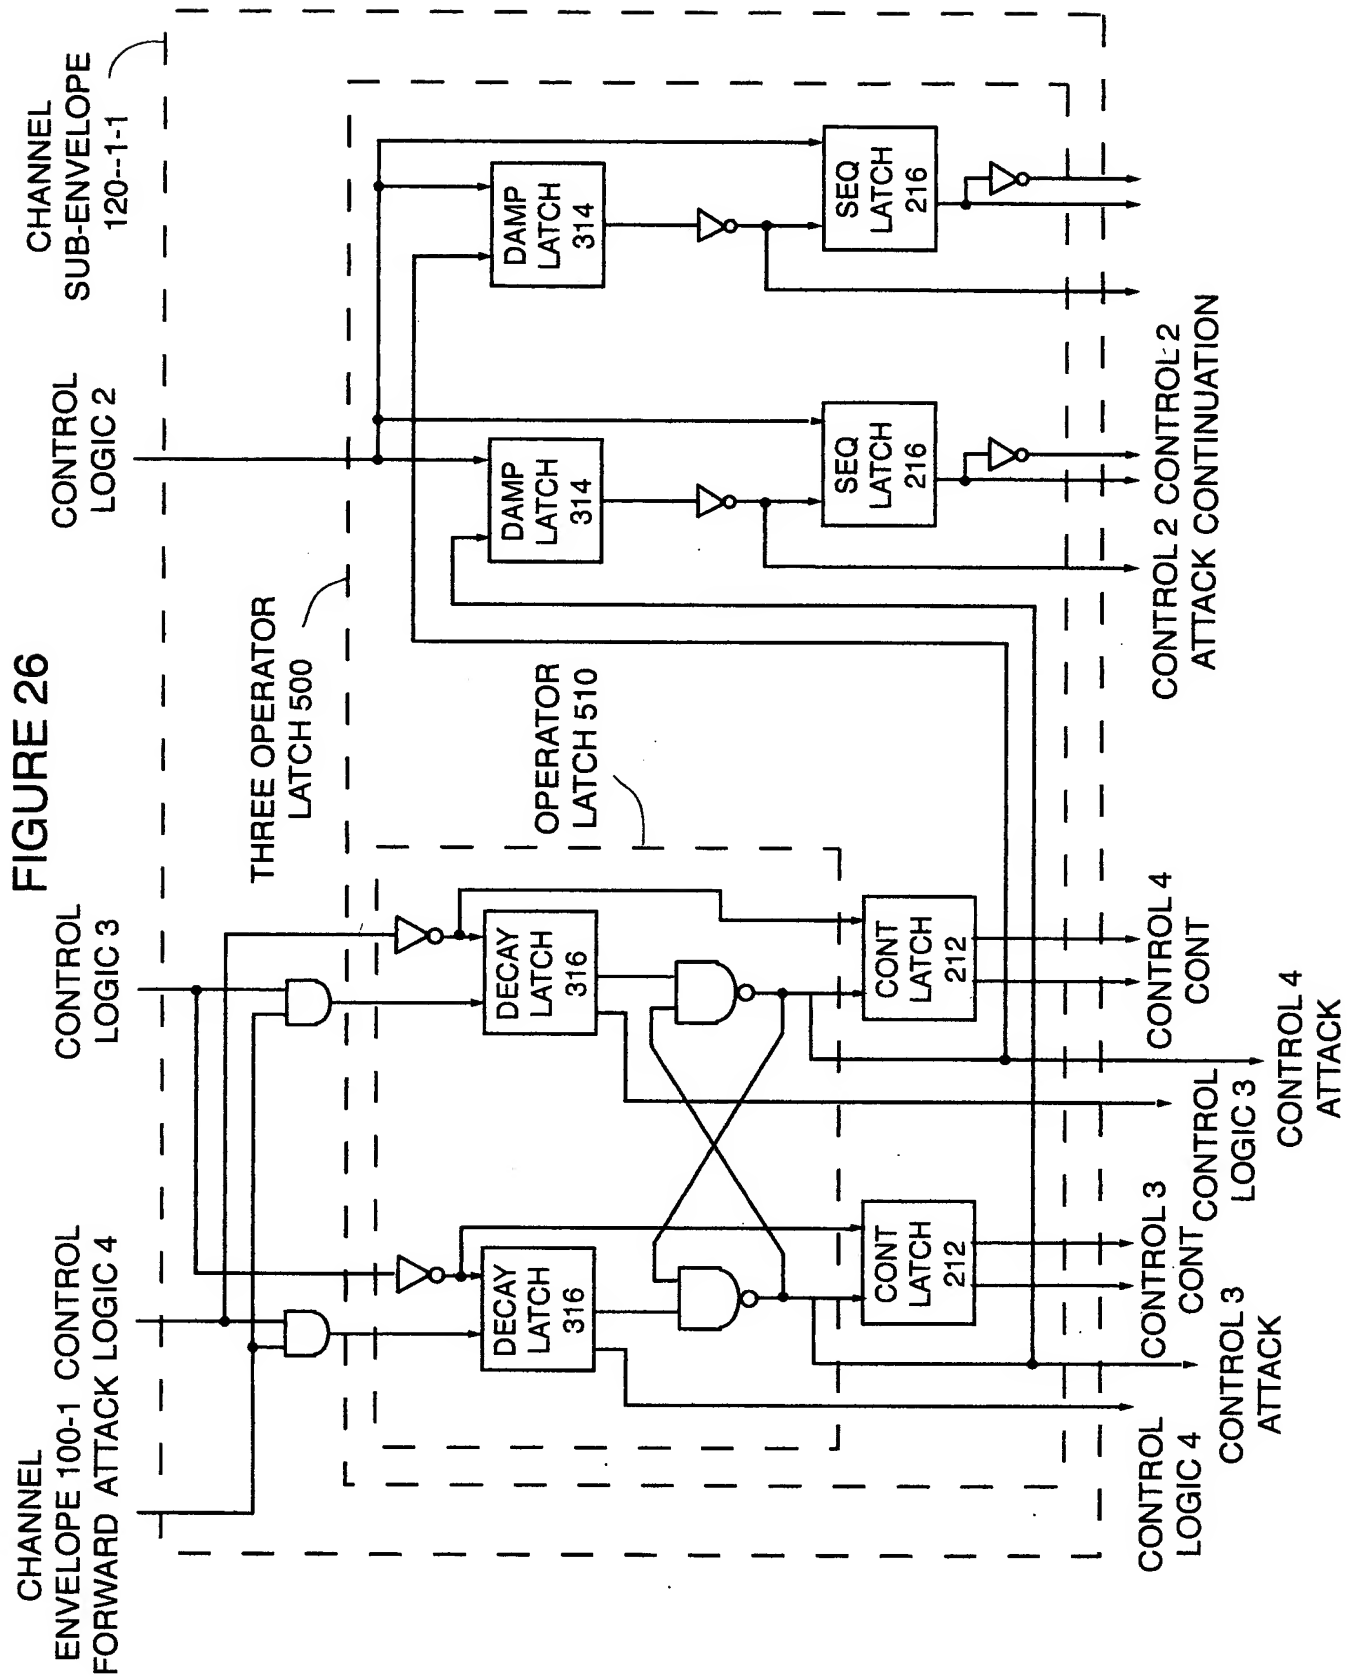 FIGURE 26
CHANNEL
ENVELOPE 100-1
FORWARD ATTACK
CONTROL
LOGIC 4
CONTROL
LOGIC 3
CONTROL
LOGIC 2
CHANNEL
SUB-ENVELOPE
120--1-1
THREE OPERATOR
LATCH 500
OPERATOR
LATCH 510
DECAY
LATCH
316
DECAY
LATCH
316
DAMP
LATCH
314
DAMP
LATCH
314
CONT
LATCH
212
CONT
LATCH
212
SEQ
LATCH
216
SEQ
LATCH
216
CONTROL
LOGIC 4
CONTROL 3
ATTACK
CONTROL 3
CONT
CONTROL
LOGIC 3
CONTROL 4
ATTACK
CONTROL 4
CONT
CONTROL 2
ATTACK
CONTROL 2
CONTINUATION